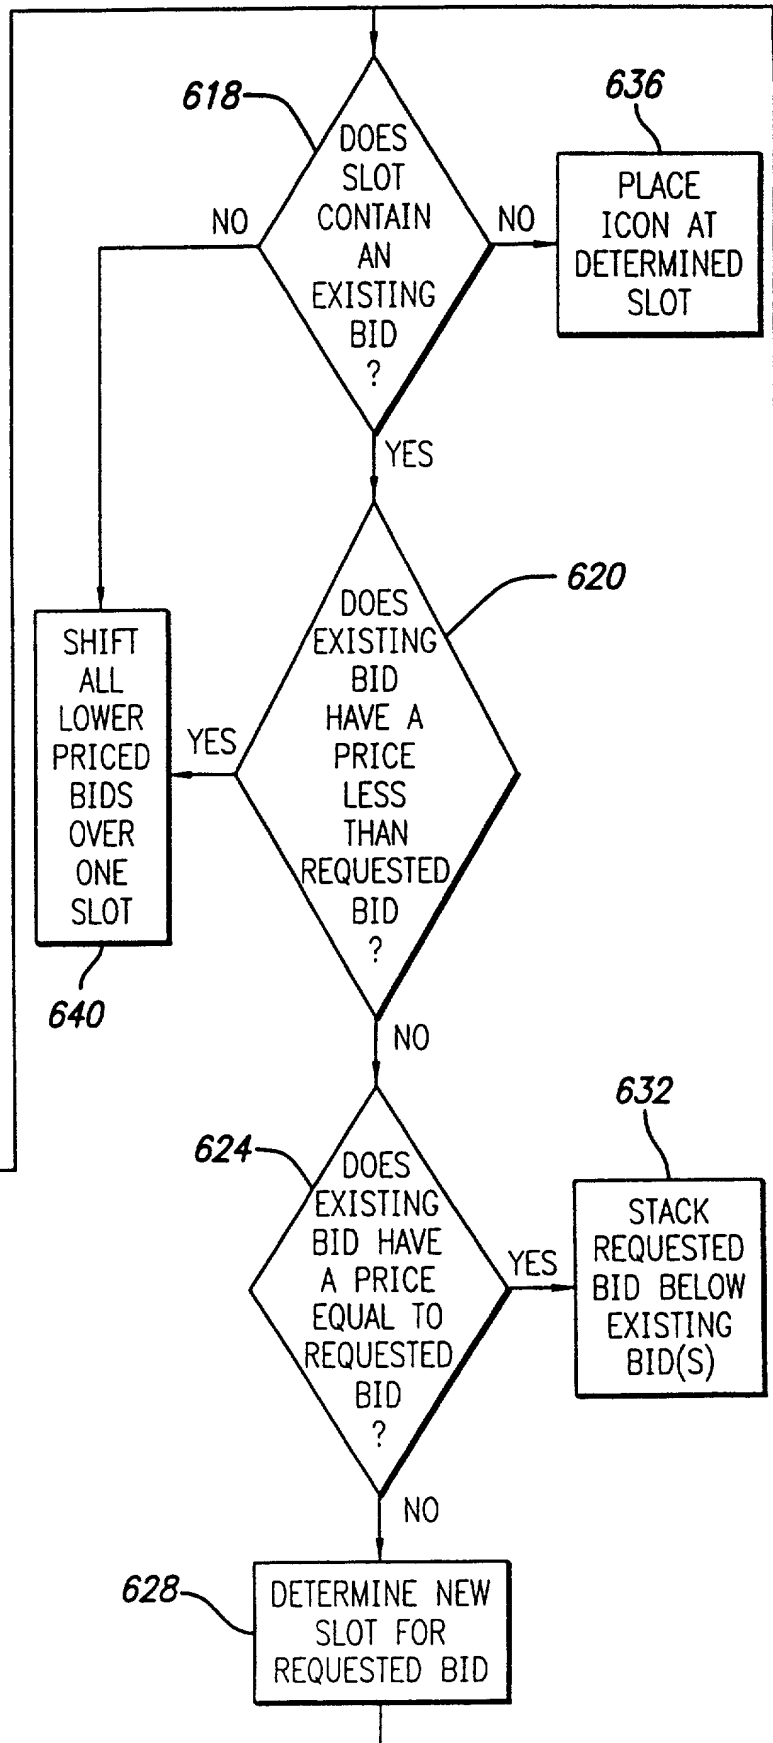 618
DOES
SLOT
CONTAIN
AN
EXISTING
BID
?
NO
NO
636
PLACE
ICON AT
DETERMINED
SLOT
YES
620
DOES
EXISTING
BID
HAVE A
PRICE
LESS
THAN
REQUESTED
BID
?
YES
SHIFT
ALL
LOWER
PRICED
BIDS
OVER
ONE
SLOT
640
NO
624
DOES
EXISTING
BID HAVE
A PRICE
EQUAL TO
REQUESTED
BID
?
YES
632
STACK
REQUESTED
BID BELOW
EXISTING
BID(S)
NO
628
DETERMINE NEW
SLOT FOR
REQUESTED BID